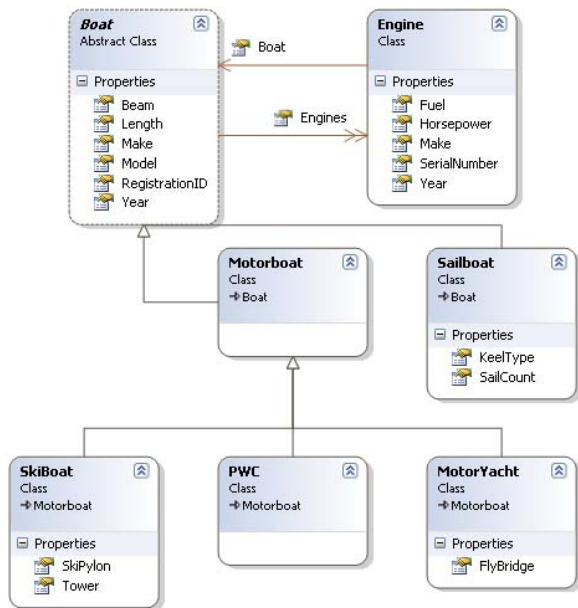 Boat
Abstract Class
Properties
Beam
Length
Make
Model
RegistrationID
Year
Boat
Engines
Engine
Class
Properties
Fuel
Horsepower
Make
SerialNumber
Year
Motorboat
Class
Boat
Sailboat
Class
Boat
Properties
KeelType
SailCount
SkiBoat
Class
Motorboat
Properties
SkiPylon
Tower
PWC
Class
Motorboat
MotorYacht
Class
Motorboat
Properties
FlyBridge